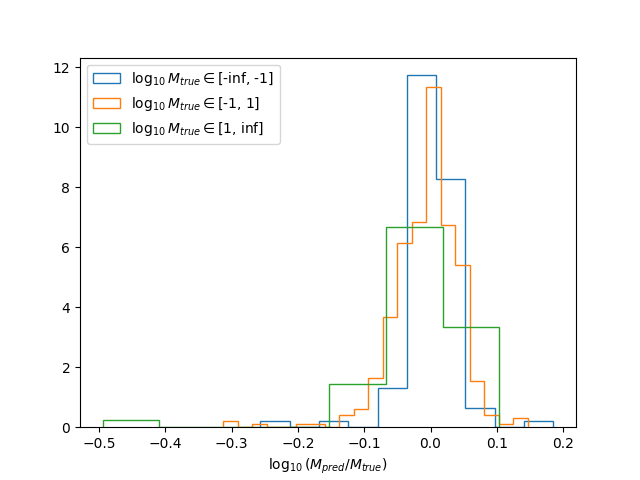 log₁₀ M_true ∈ [-inf, -1]
log₁₀ M_true ∈ [-1, 1]
log₁₀ M_true ∈ [1, inf]
12
10
8
6
4
2
0
−0.5 −0.4 −0.3 −0.2 −0.1 0.0 0.1 0.2
log₁₀ (M_pred/M_true)